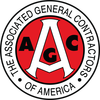 THE ASSOCIATED GENERAL CONTRACTORS
OF AMERICA
AGC